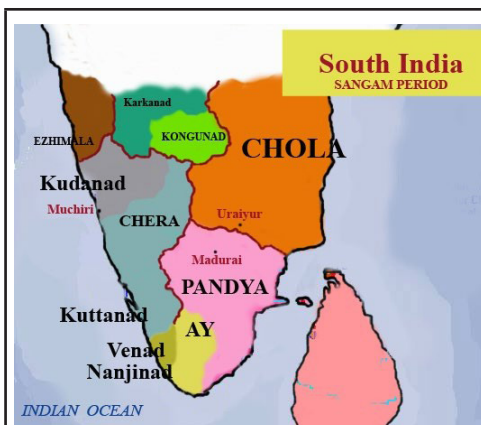 South India
SANGAM PERIOD
Karkanad
EZHIMALA
KONGUNAD
CHOLA
Kudanad
Muchiri
CHERA
Uraiyur
Madurai
PANDYA
Kuttanad
AY
Venad
Nanjinad
INDIAN OCEAN